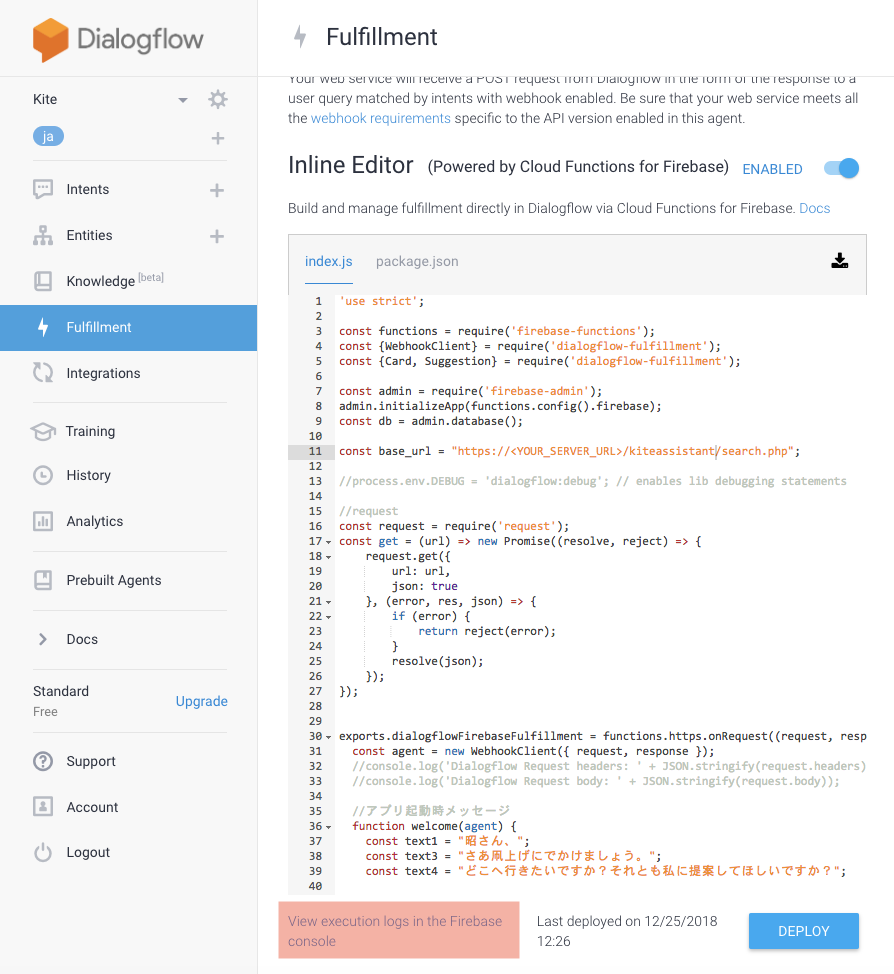 Dialogflow
Kite
ja
Intents
Entities
Knowledge [beta]
Fulfillment
Integrations
Training
History
Analytics
Prebuilt Agents
Docs
Standard
Free
Upgrade
Support
Account
Logout
Fulfillment
Your web service will receive a POST request from Dialogflow in the form of the response to a
user query matched by intents with webhook enabled. Be sure that your web service meets all
the webhook requirements specific to the API version enabled in this agent.
Inline Editor (Powered by Cloud Functions for Firebase) ENABLED
Build and manage fulfillment directly in Dialogflow via Cloud Functions for Firebase. Docs
index.js package.json
1 'use strict';
2
3 const functions = require('firebase-functions');
4 const {WebhookClient} = require('dialogflow-fulfillment');
5 const {Card, Suggestion} = require('dialogflow-fulfillment');
6
7 const admin = require('firebase-admin');
8 admin.initializeApp(functions.config().firebase);
9 const db = admin.database();
10
11 const base_url = "https://<YOUR_SERVER_URL>/kiteassistant/search.php";
12
13 //process.env.DEBUG = 'dialogflow:debug'; // enables lib debugging statements
14
15 //request
16 const request = require('request');
17 const get = (url) => new Promise((resolve, reject) => {
18 request.get({
19 url: url,
20 json: true
21 }, (error, res, json) => {
22 if (error) {
23 return reject(error);
24 }
25 resolve(json);
26 });
27 });
28
29
30 exports.dialogflowFirebaseFulfillment = functions.https.onRequest((request, resp
31 const agent = new WebhookClient({ request, response });
32 //console.log('Dialogflow Request headers: ' + JSON.stringify(request.headers)
33 //console.log('Dialogflow Request body: ' + JSON.stringify(request.body));
34
35 //アプリ起動時メッセージ
36 function welcome(agent) {
37 const text1 = "昭さん、";
38 const text3 = "さあ凧上げにでかけましょう。";
39 const text4 = "どこへ行きたいですか？それとも私に提案してほしいですか？";
40
View execution logs in the Firebase
console
Last deployed on 12/25/2018
12:26
DEPLOY